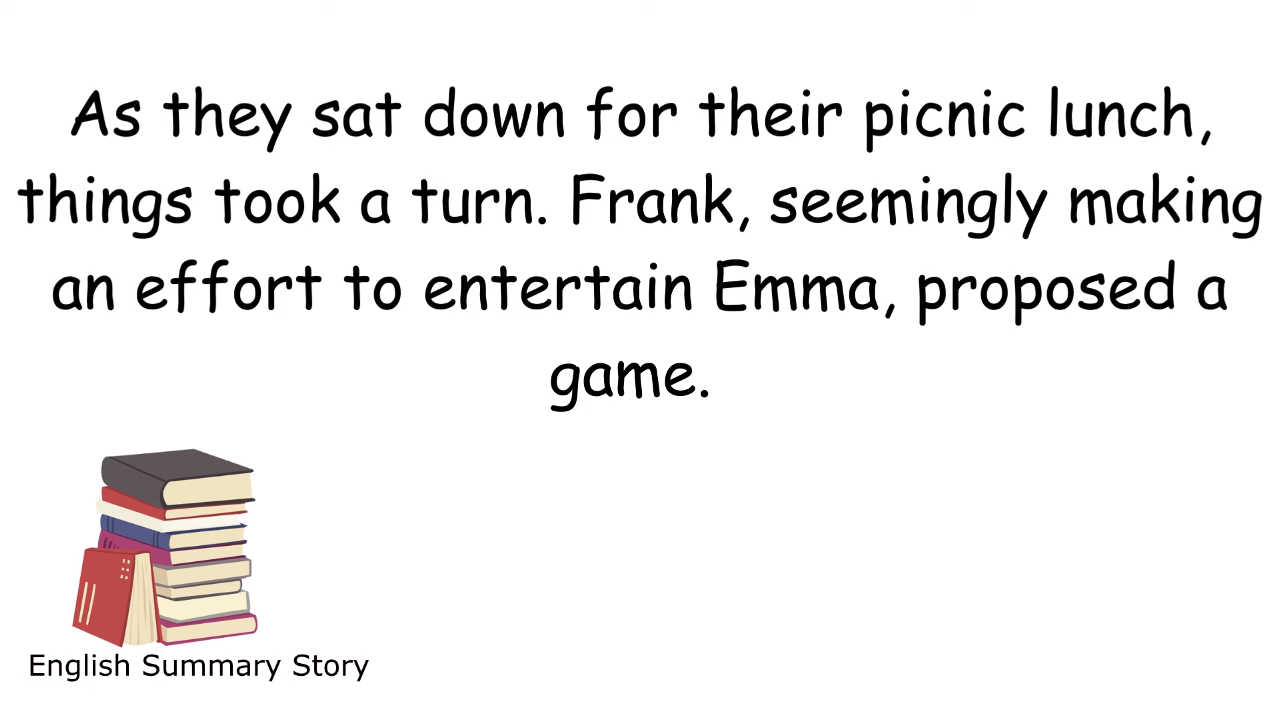 As they sat down for their picnic lunch,
things took a turn. Frank, seemingly making
an effort to entertain Emma, proposed a
game.
English Summary Story